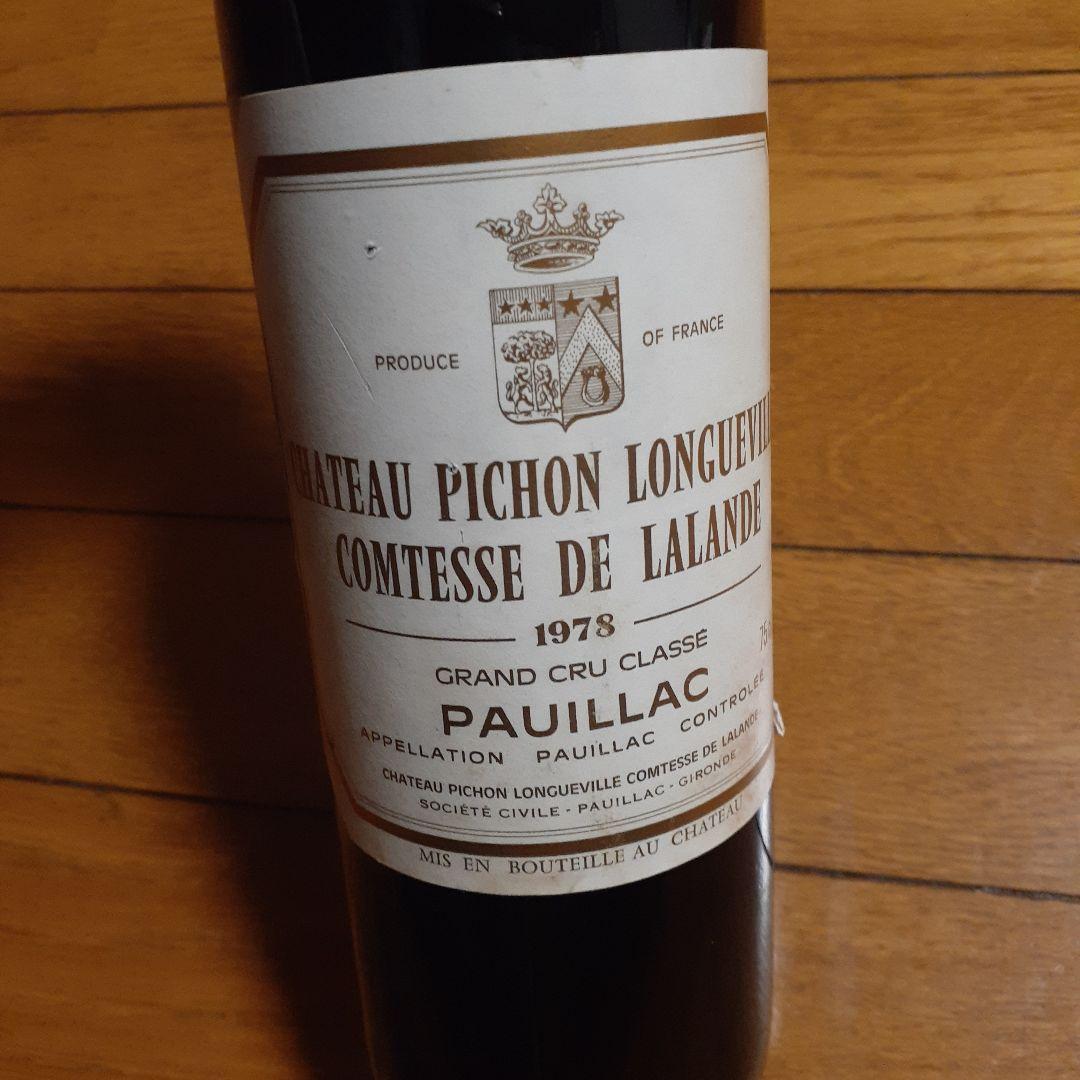 PRODUCE OF FRANCE
CHATEAU PICHON LONGUEVILL
COMTESSE DE LALANDE
1978
GRAND CRU CLASSÉ
PAUILLAC
APPELLATION PAUILLAC CONTROLÉE
CHATEAU PICHON LONGUEVILLE COMTESSE DE LALANDE
SOCIÉTÉ CIVILE - PAUILLAC - GIRONDE
MIS EN BOUTEILLE AU CHATEAU